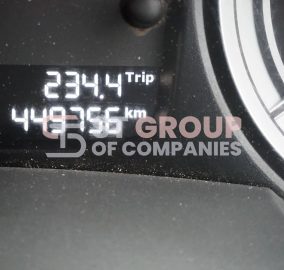 234.4 Trip
449356 km
GROUP
OF COMPANIES